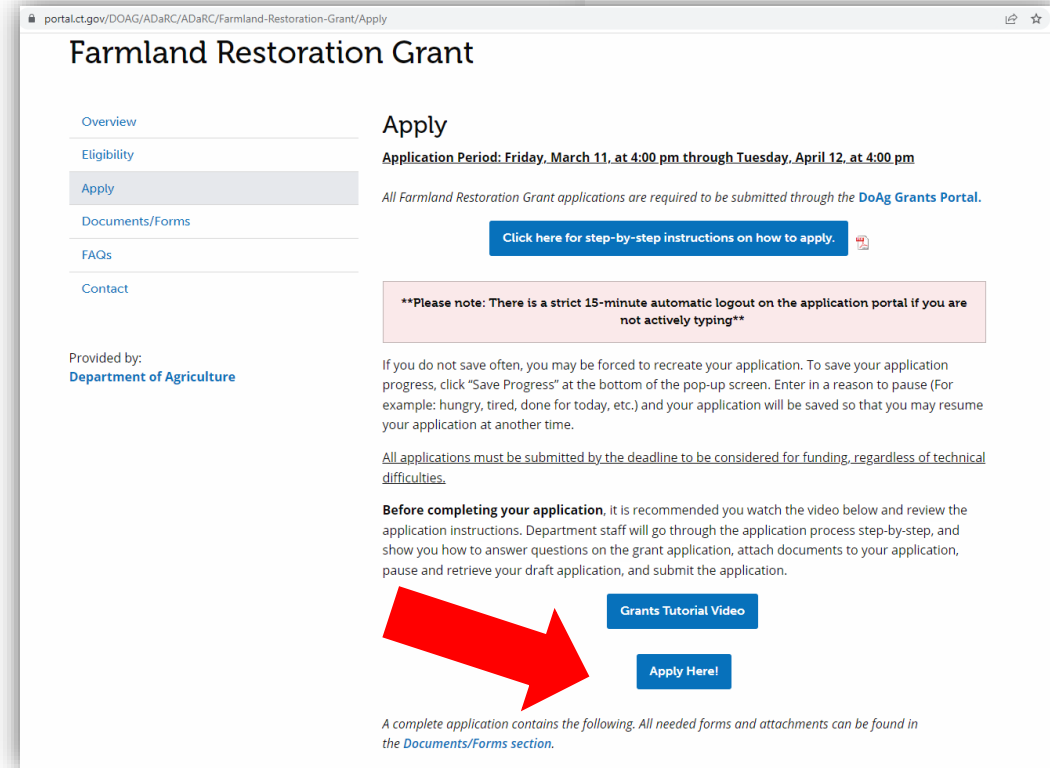 portal.ct.gov/DOAG/ADaRC/ADaRC/Farmland-Restoration-Grant/Apply
Farmland Restoration Grant
Overview
Eligibility
Apply
Documents/Forms
FAQs
Contact
Provided by:
Department of Agriculture
Apply
Application Period: Friday, March 11, at 4:00 pm through Tuesday, April 12, at 4:00 pm
All Farmland Restoration Grant applications are required to be submitted through the DoAg Grants Portal.
Click here for step-by-step instructions on how to apply.
**Please note: There is a strict 15-minute automatic logout on the application portal if you are
not actively typing**
If you do not save often, you may be forced to recreate your application. To save your application
progress, click “Save Progress” at the bottom of the pop-up screen. Enter in a reason to pause (For
example: hungry, tired, done for today, etc.) and your application will be saved so that you may resume
your application at another time.
All applications must be submitted by the deadline to be considered for funding, regardless of technical
difficulties.
Before completing your application, it is recommended you watch the video below and review the
application instructions. Department staff will go through the application process step-by-step, and
show you how to answer questions on the grant application, attach documents to your application,
pause and retrieve your draft application, and submit the application.
Grants Tutorial Video
Apply Here!
A complete application contains the following. All needed forms and attachments can be found in
the Documents/Forms section.